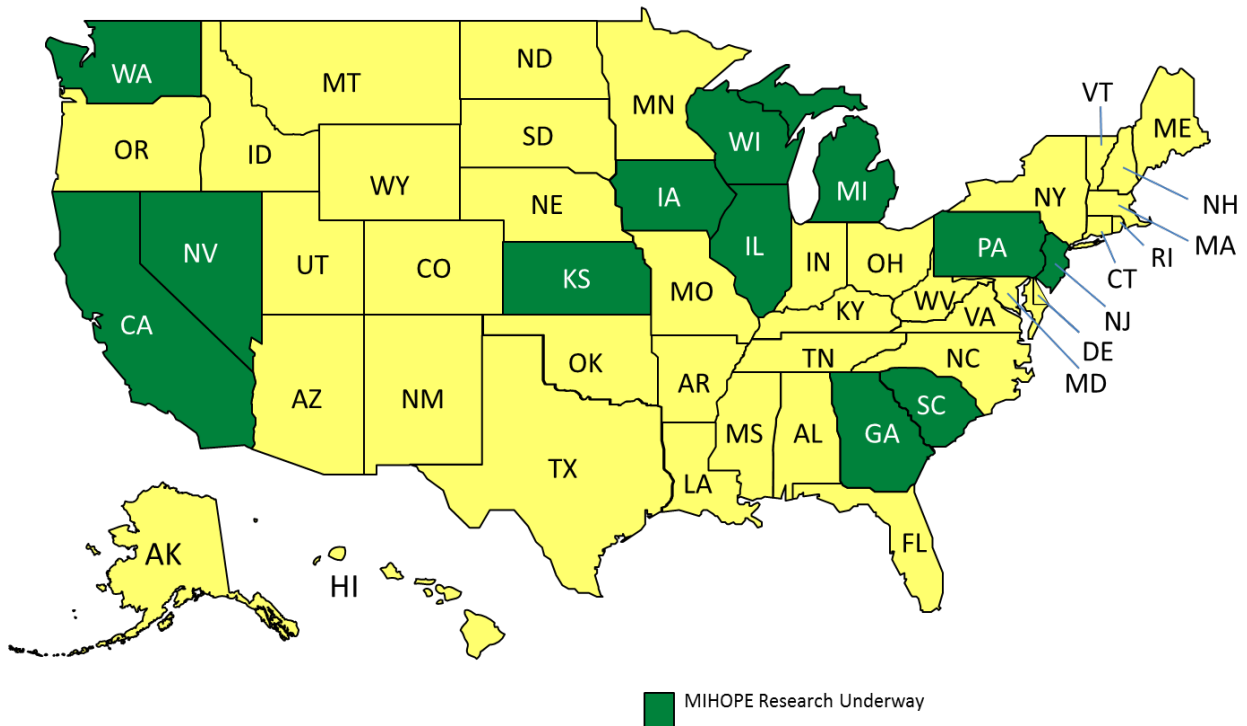 WA
MT
ND
MN
VT
ME
OR
ID
SD
WI
MI
WY
NY
NH
IA
NE
MA
NV
IL
PA
RI
UT
CO
IN
OH
CT
KS
MO
WV
NJ
CA
KY
VA
DE
OK
TN
NC
MD
AZ
NM
AR
SC
MS
AL
GA
TX
LA
FL
AK
HI
MIHOPE Research Underway